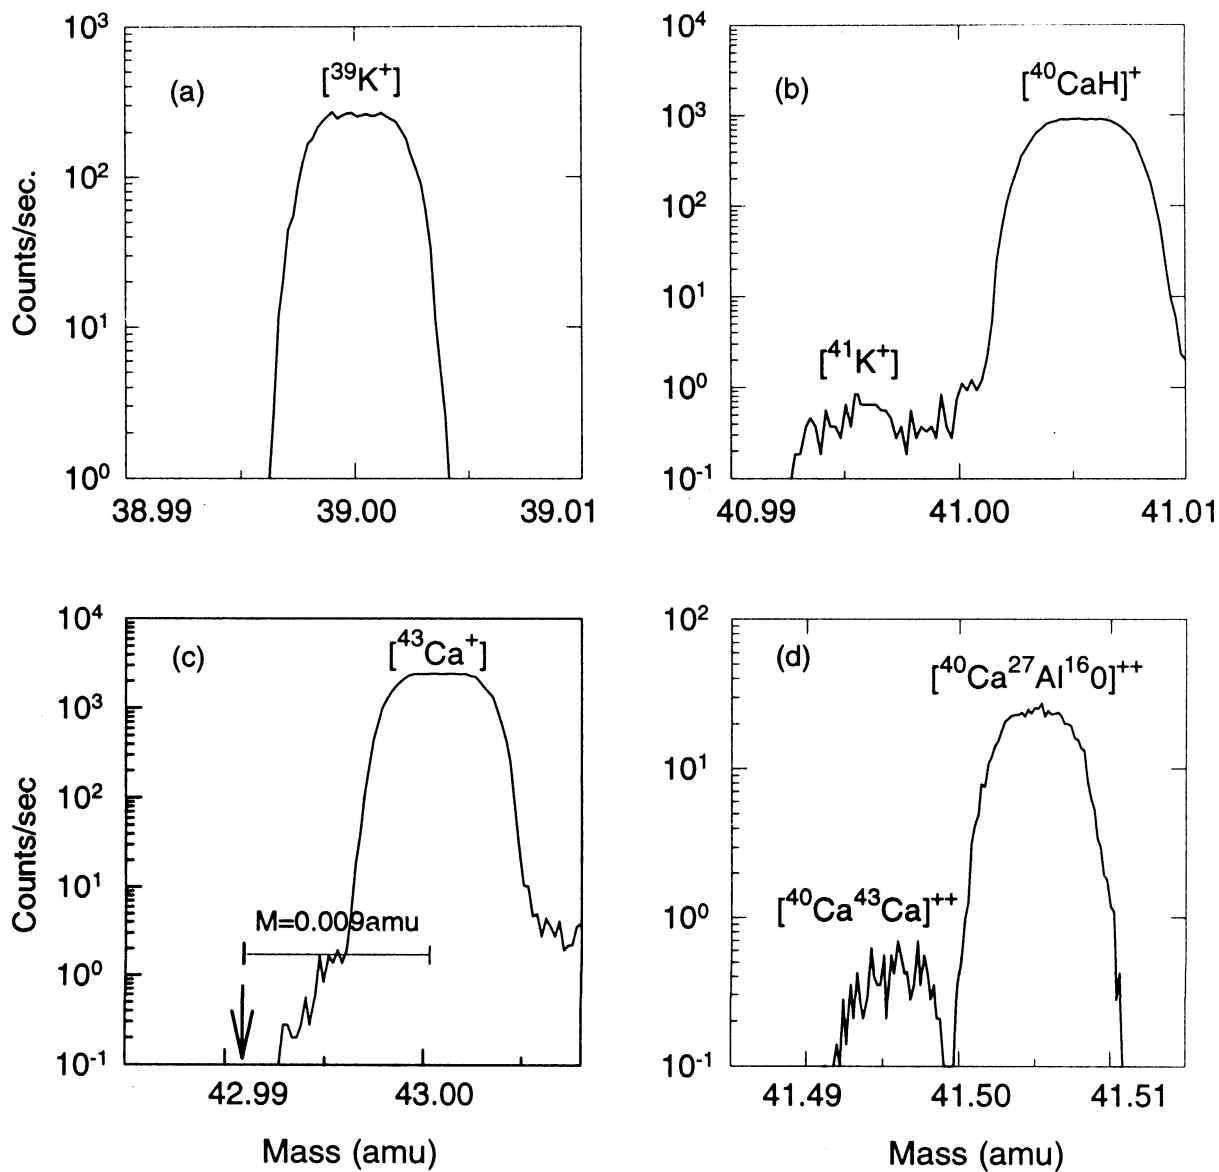 10³
(a)
[³⁹K⁺]
10²
10¹
10⁰
Counts/sec.
38.99 39.00 39.01
10⁴
(b)
[⁴⁰CaH]⁺
10³
10²
10¹
[⁴¹K⁺]
10⁰
10⁻¹
40.99 41.00 41.01
10⁴
(c)
[⁴³Ca⁺]
10³
10²
10¹
M=0.009amu
10⁰
10⁻¹
Counts/sec
42.99 43.00
Mass (amu)
10²
(d)
[⁴⁰Ca²⁷Al¹⁶0]⁺⁺
10¹
[⁴⁰Ca⁴³Ca]⁺⁺
10⁰
10⁻¹
41.49 41.50 41.51
Mass (amu)